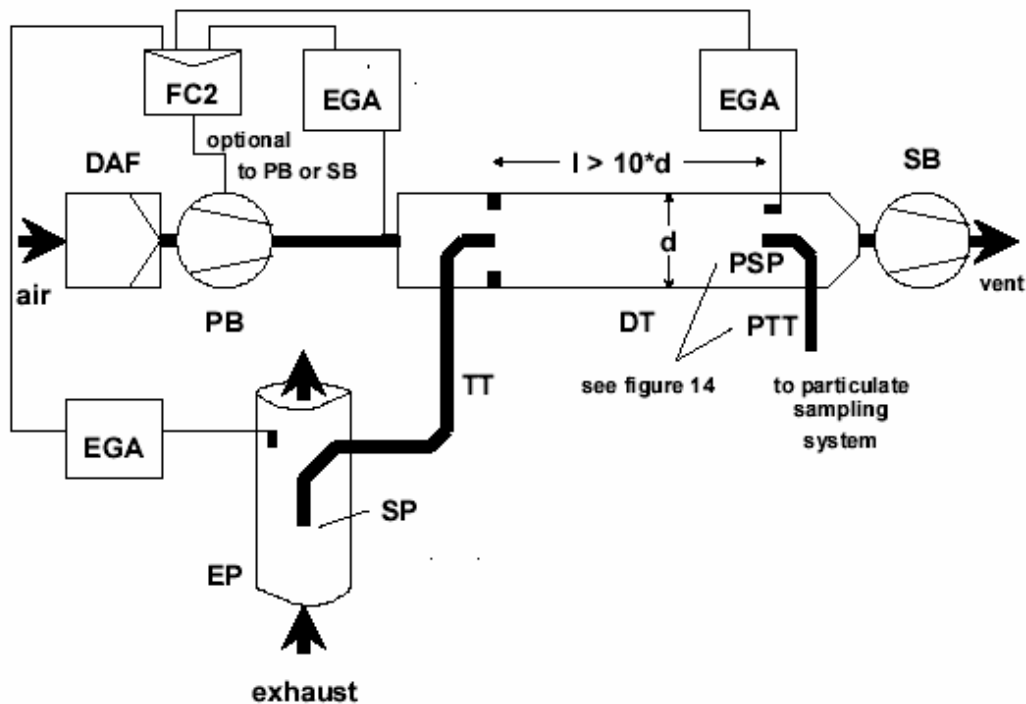 FC2
EGA
EGA
optional
to PB or SB
DAF
l > 10*d
SB
d
PSP
air
vent
PB
DT
PTT
TT
see figure 14
to particulate
sampling
system
EGA
SP
EP
exhaust